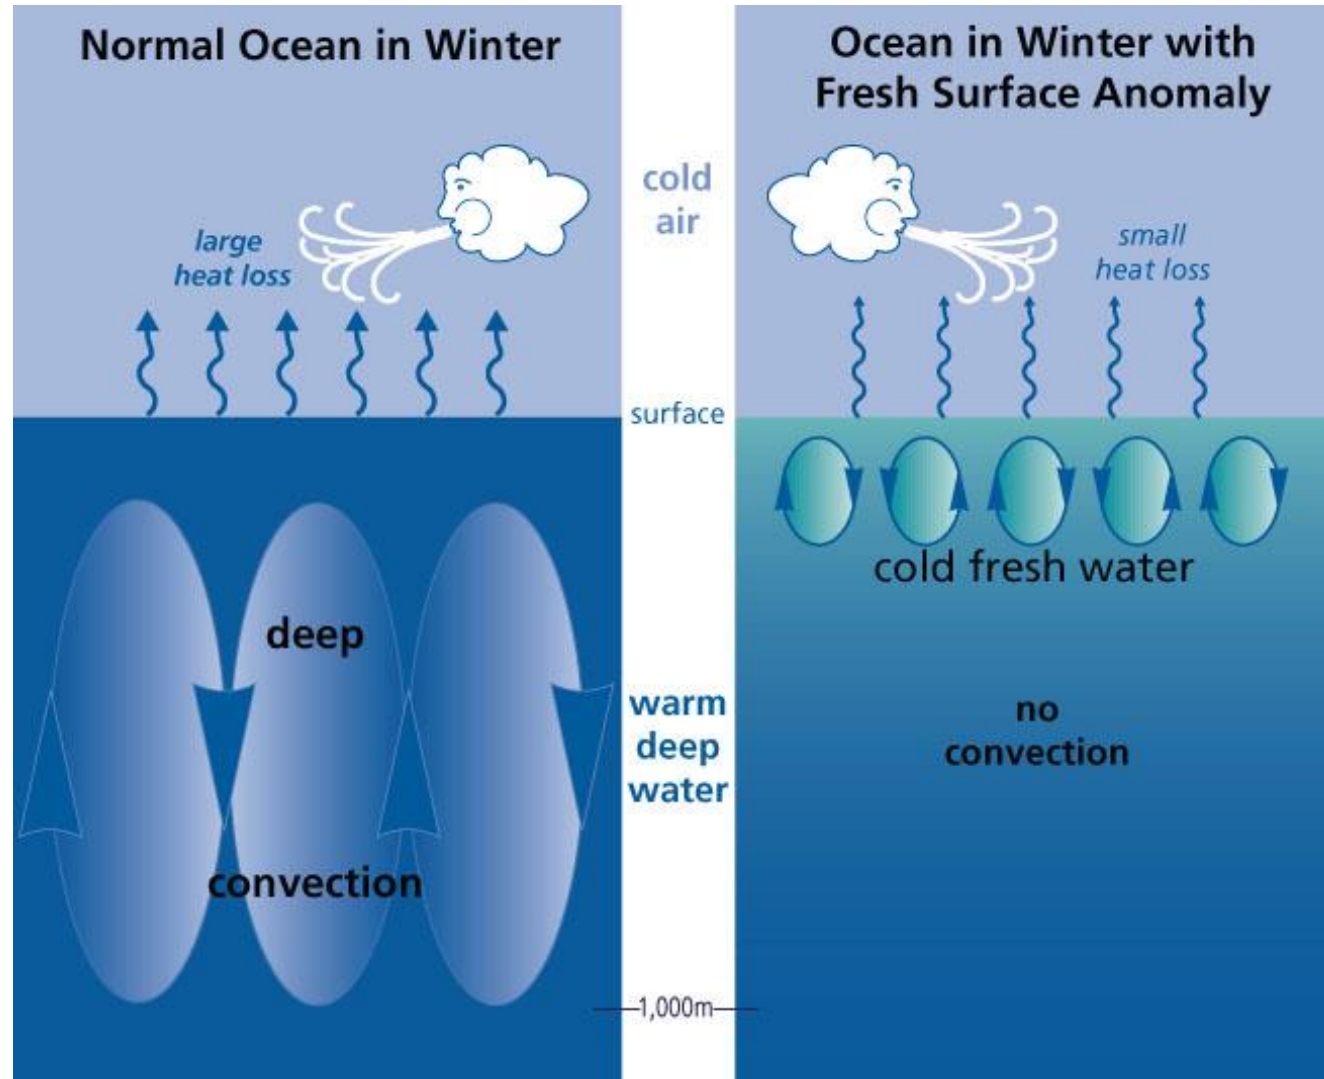 Normal Ocean in Winter
large
heat loss
deep
convection
cold
air
surface
warm
deep
water
1,000m
Ocean in Winter with
Fresh Surface Anomaly
small
heat loss
cold fresh water
no
convection